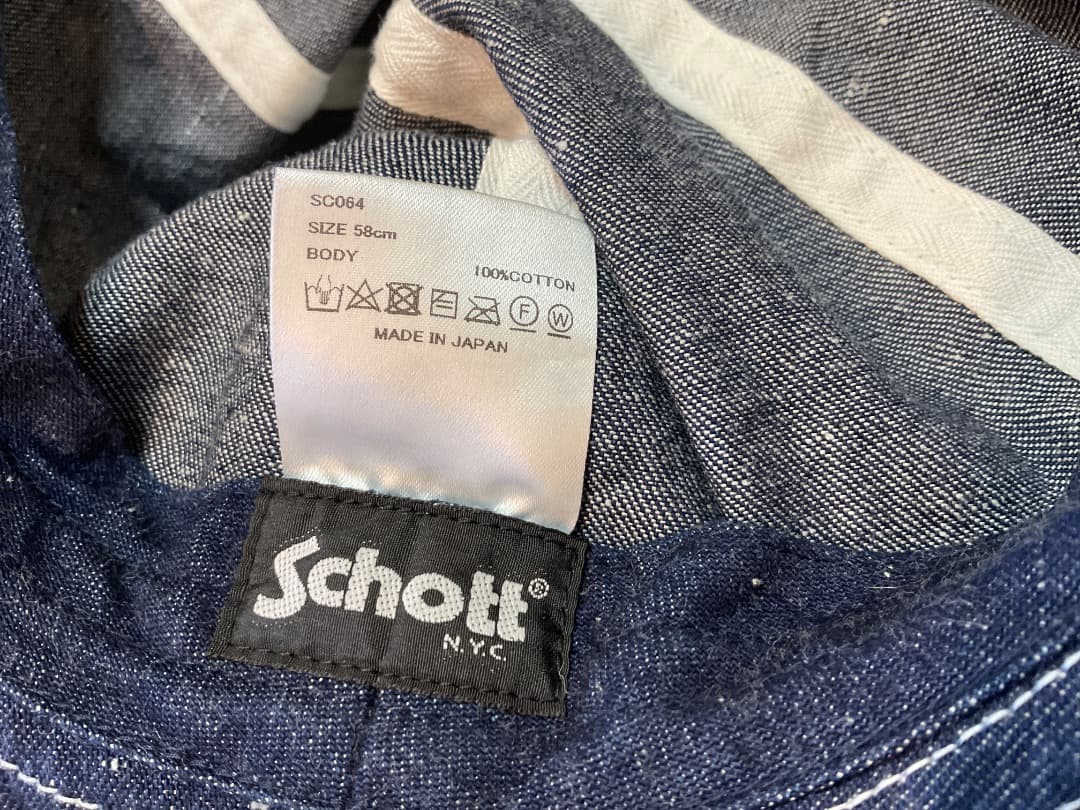 SC064
SIZE 58cm
BODY
100%COTTON
F W
MADE IN JAPAN
Schott®
N.Y.C.